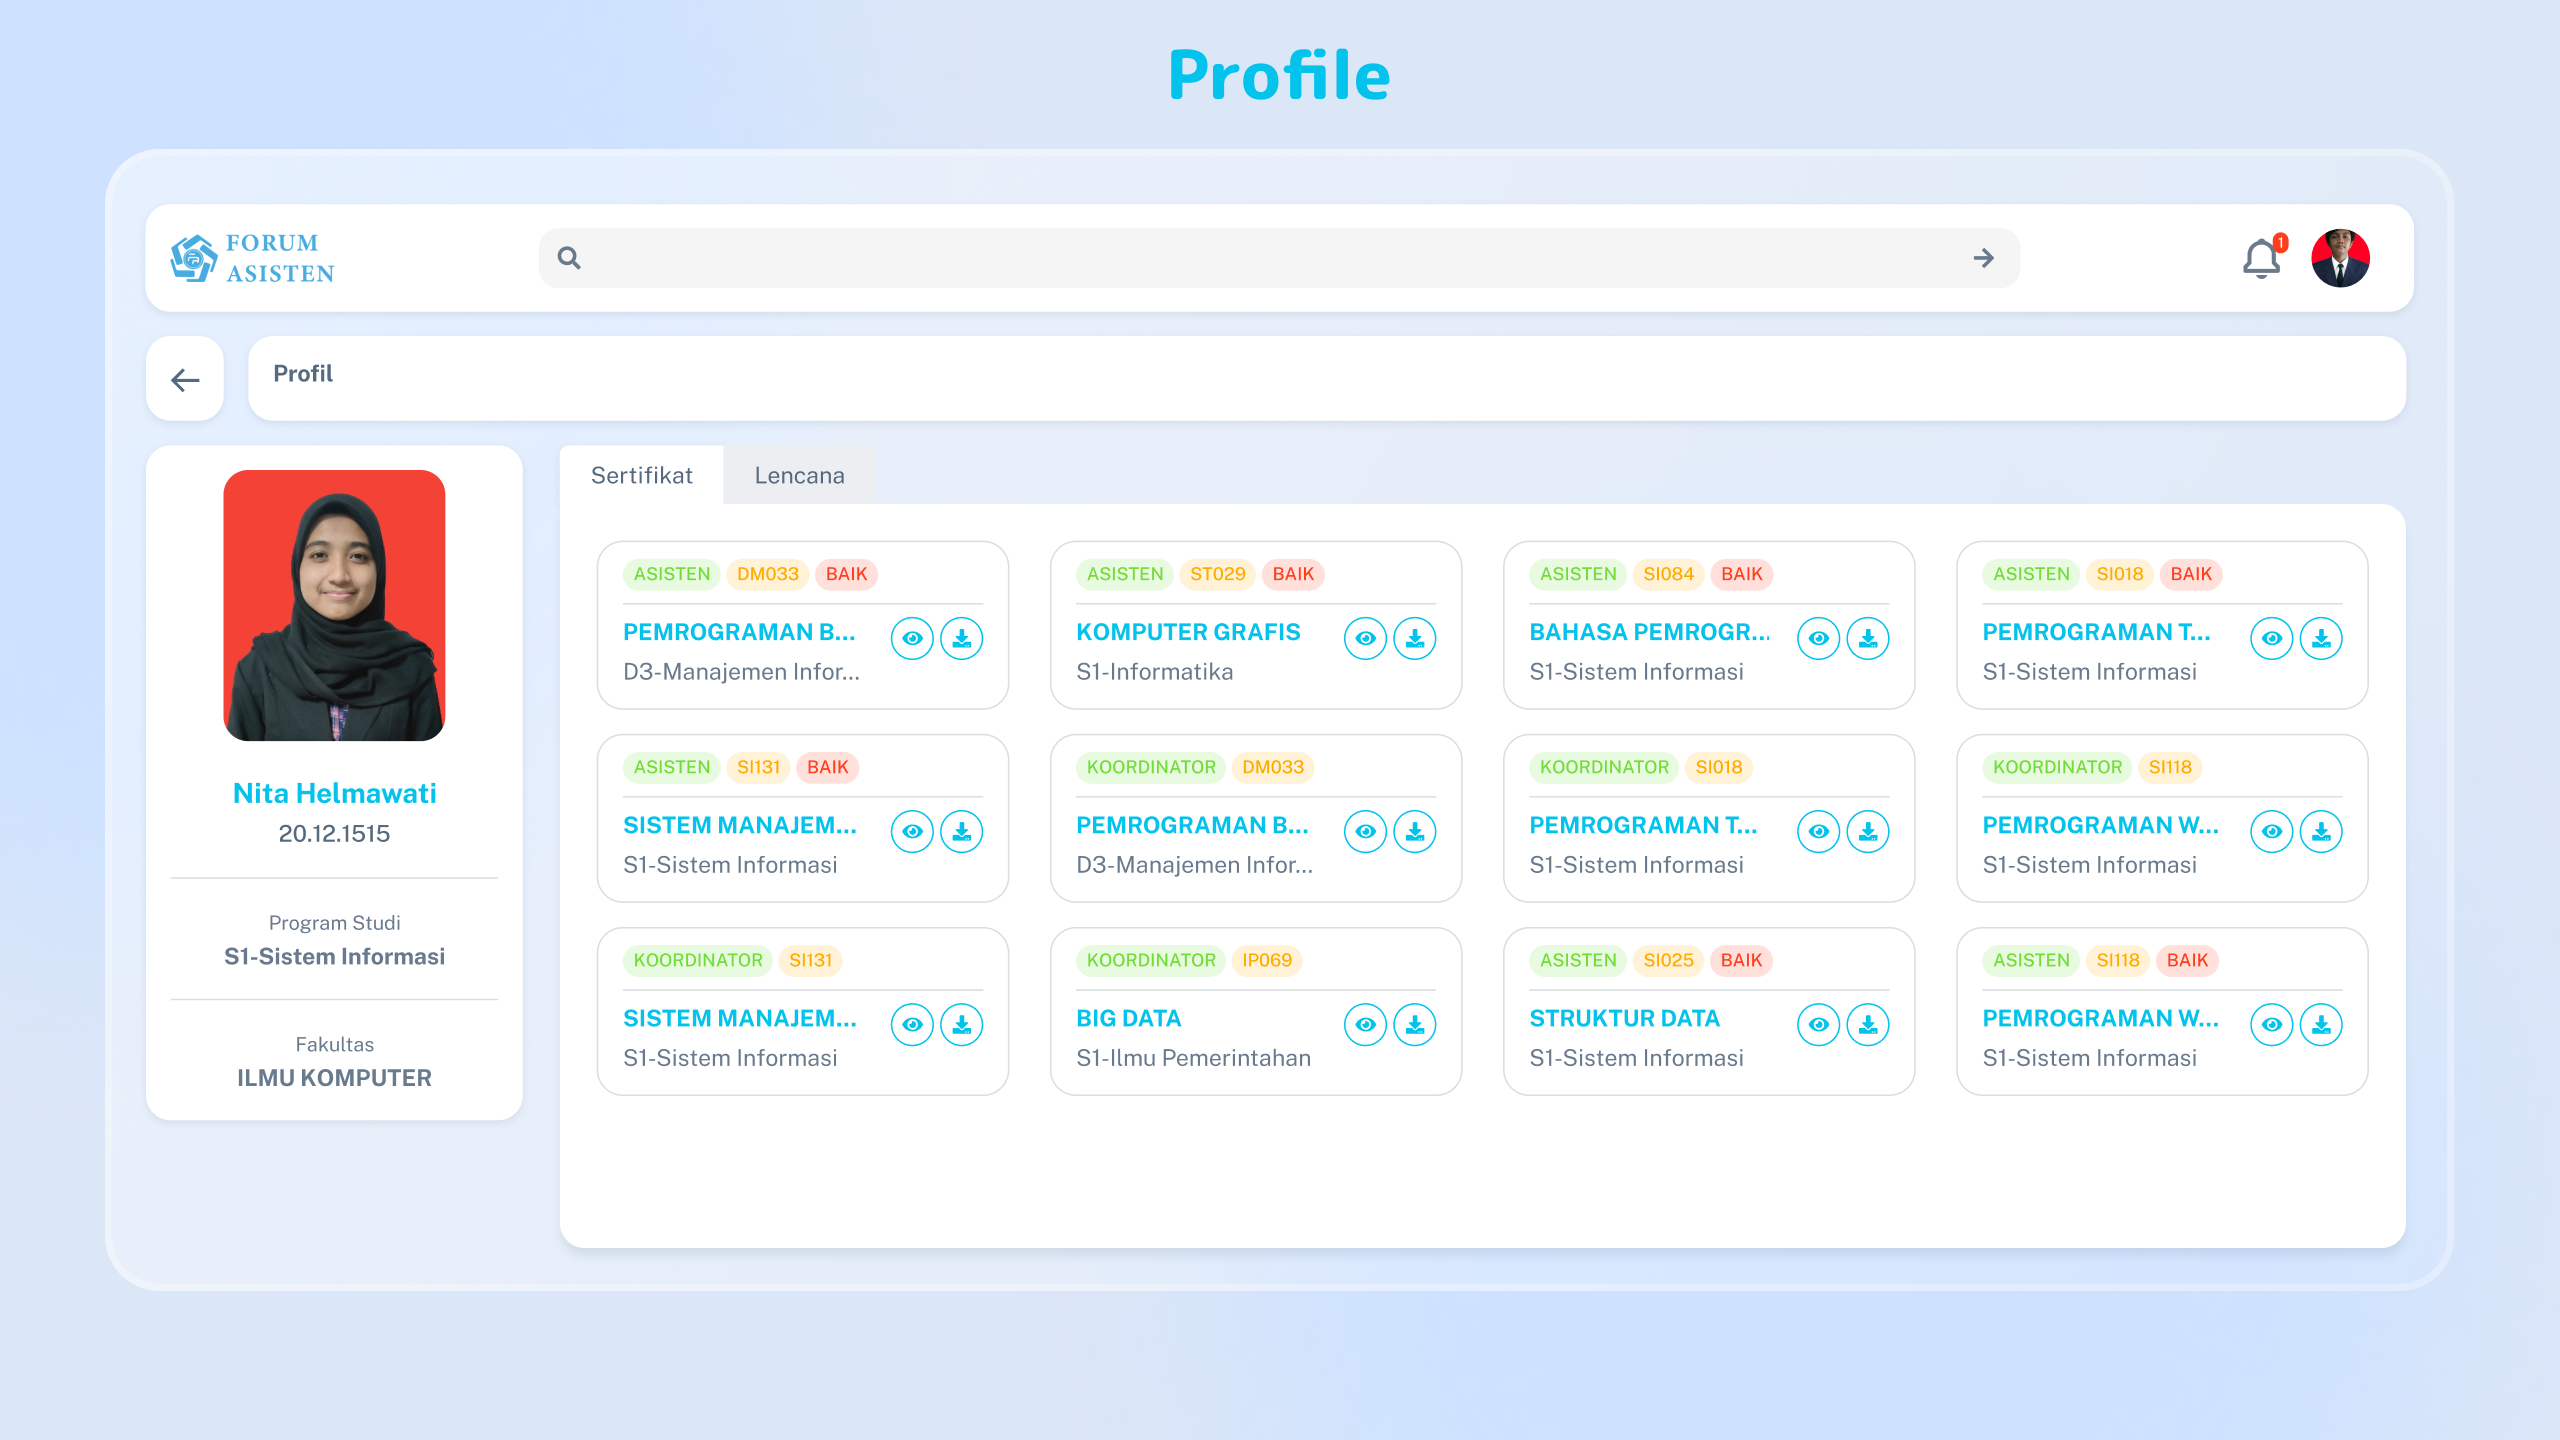 Profile
FORUM
ASISTEN
1
Profil
Nita Helmawati
20.12.1515
Program Studi
S1-Sistem Informasi
Fakultas
ILMU KOMPUTER
Sertifikat
Lencana
ASISTEN DM033 BAIK
PEMROGRAMAN B...
D3-Manajemen Infor...
ASISTEN ST029 BAIK
KOMPUTER GRAFIS
S1-Informatika
ASISTEN SI084 BAIK
BAHASA PEMROGR...
S1-Sistem Informasi
ASISTEN SI018 BAIK
PEMROGRAMAN T...
S1-Sistem Informasi
ASISTEN SI131 BAIK
SISTEM MANAJEM...
S1-Sistem Informasi
KOORDINATOR DM033
PEMROGRAMAN B...
D3-Manajemen Infor...
KOORDINATOR SI018
PEMROGRAMAN T...
S1-Sistem Informasi
KOORDINATOR SI118
PEMROGRAMAN W...
S1-Sistem Informasi
KOORDINATOR SI131
SISTEM MANAJEM...
S1-Sistem Informasi
KOORDINATOR IP069
BIG DATA
S1-Ilmu Pemerintahan
ASISTEN SI025 BAIK
STRUKTUR DATA
S1-Sistem Informasi
ASISTEN SI118 BAIK
PEMROGRAMAN W...
S1-Sistem Informasi